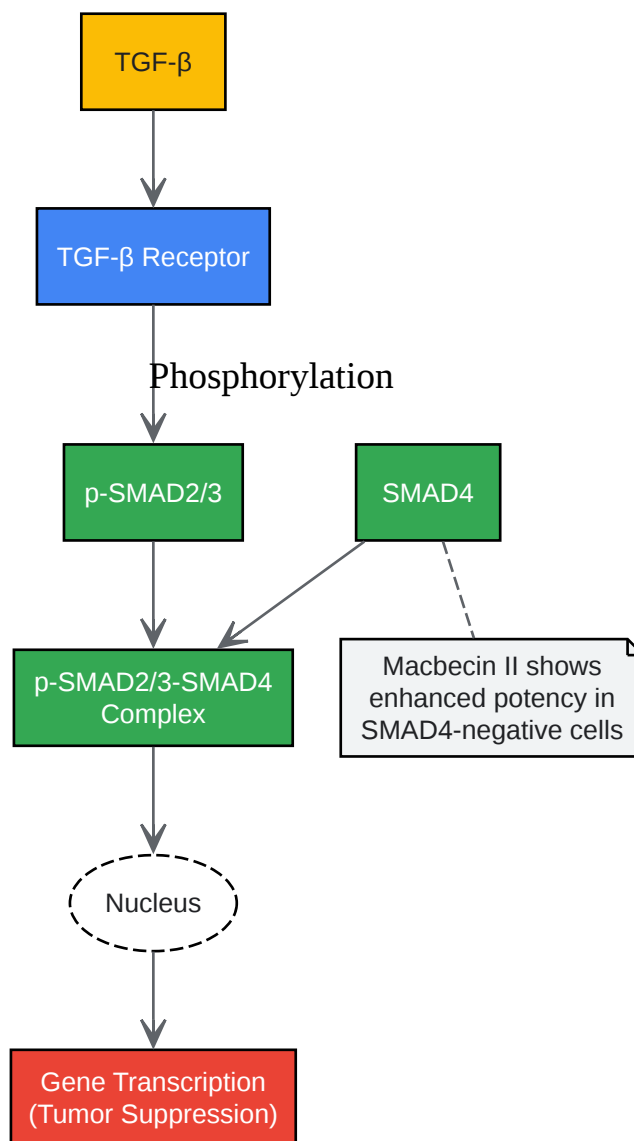 TGF-β
TGF-β Receptor
Phosphorylation
p-SMAD2/3
SMAD4
p-SMAD2/3-SMAD4
Complex
Macbecin II shows
enhanced potency in
SMAD4-negative cells
Nucleus
Gene Transcription
(Tumor Suppression)